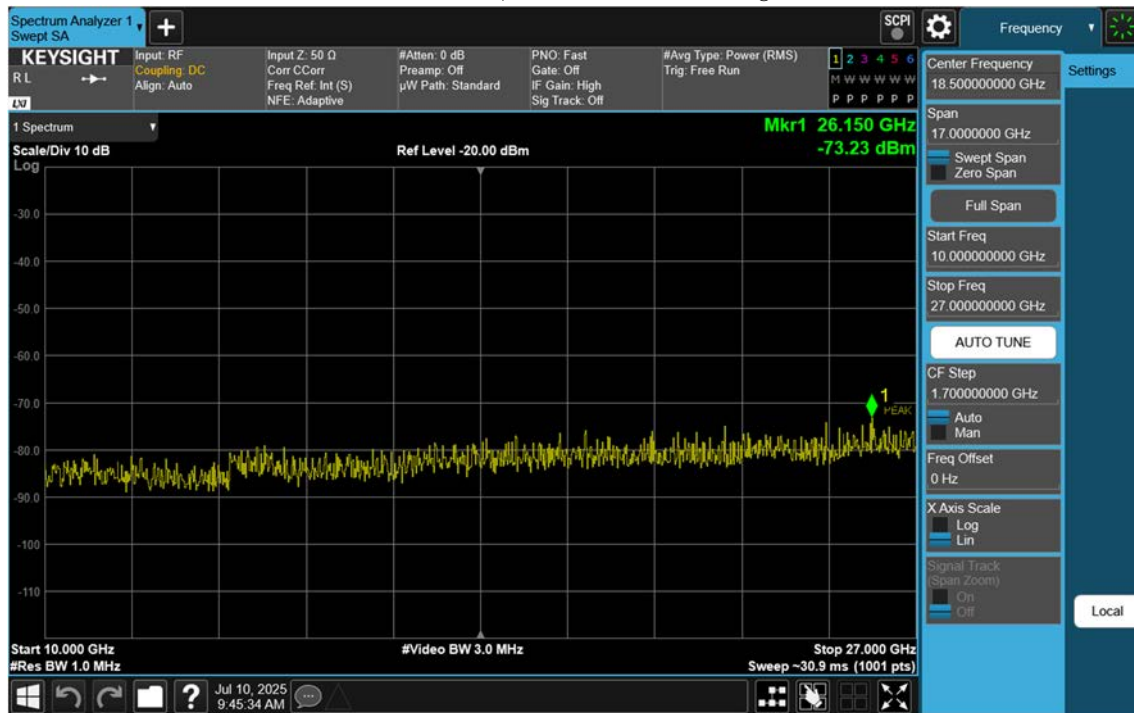 Spectrum Analyzer 1
Swept SA
SCPI
Frequency
KEYSIGHT
R L
LXI
Input: RF
Coupling: DC
Align: Auto
Input Z: 50 Ω
Corr CCorr
Freq Ref: Int (S)
NFE: Adaptive
#Atten: 0 dB
Preamp: Off
µW Path: Standard
PNO: Fast
Gate: Off
IF Gain: High
Sig Track: Off
#Avg Type: Power (RMS)
Trig: Free Run
1 2 3 4 5 6
M W W W W W
P P P P P P
1 Spectrum
Scale/Div 10 dB
Log
Ref Level -20.00 dBm
Mkr1 26.150 GHz
-73.23 dBm
-30.0
-40.0
-50.0
-60.0
-70.0
-80.0
-90.0
-100
-110
1
PEAK
Start 10.000 GHz
#Res BW 1.0 MHz
#Video BW 3.0 MHz
Stop 27.000 GHz
Sweep ~30.9 ms (1001 pts)
Jul 10, 2025
9:45:34 AM
Center Frequency
18.500000000 GHz
Span
17.0000000 GHz
Swept Span
Zero Span
Full Span
Start Freq
10.000000000 GHz
Stop Freq
27.000000000 GHz
AUTO TUNE
CF Step
1.700000000 GHz
Auto
Man
Freq Offset
0 Hz
X Axis Scale
Log
Lin
Signal Track
(Span Zoom)
On
Off
Settings
Local